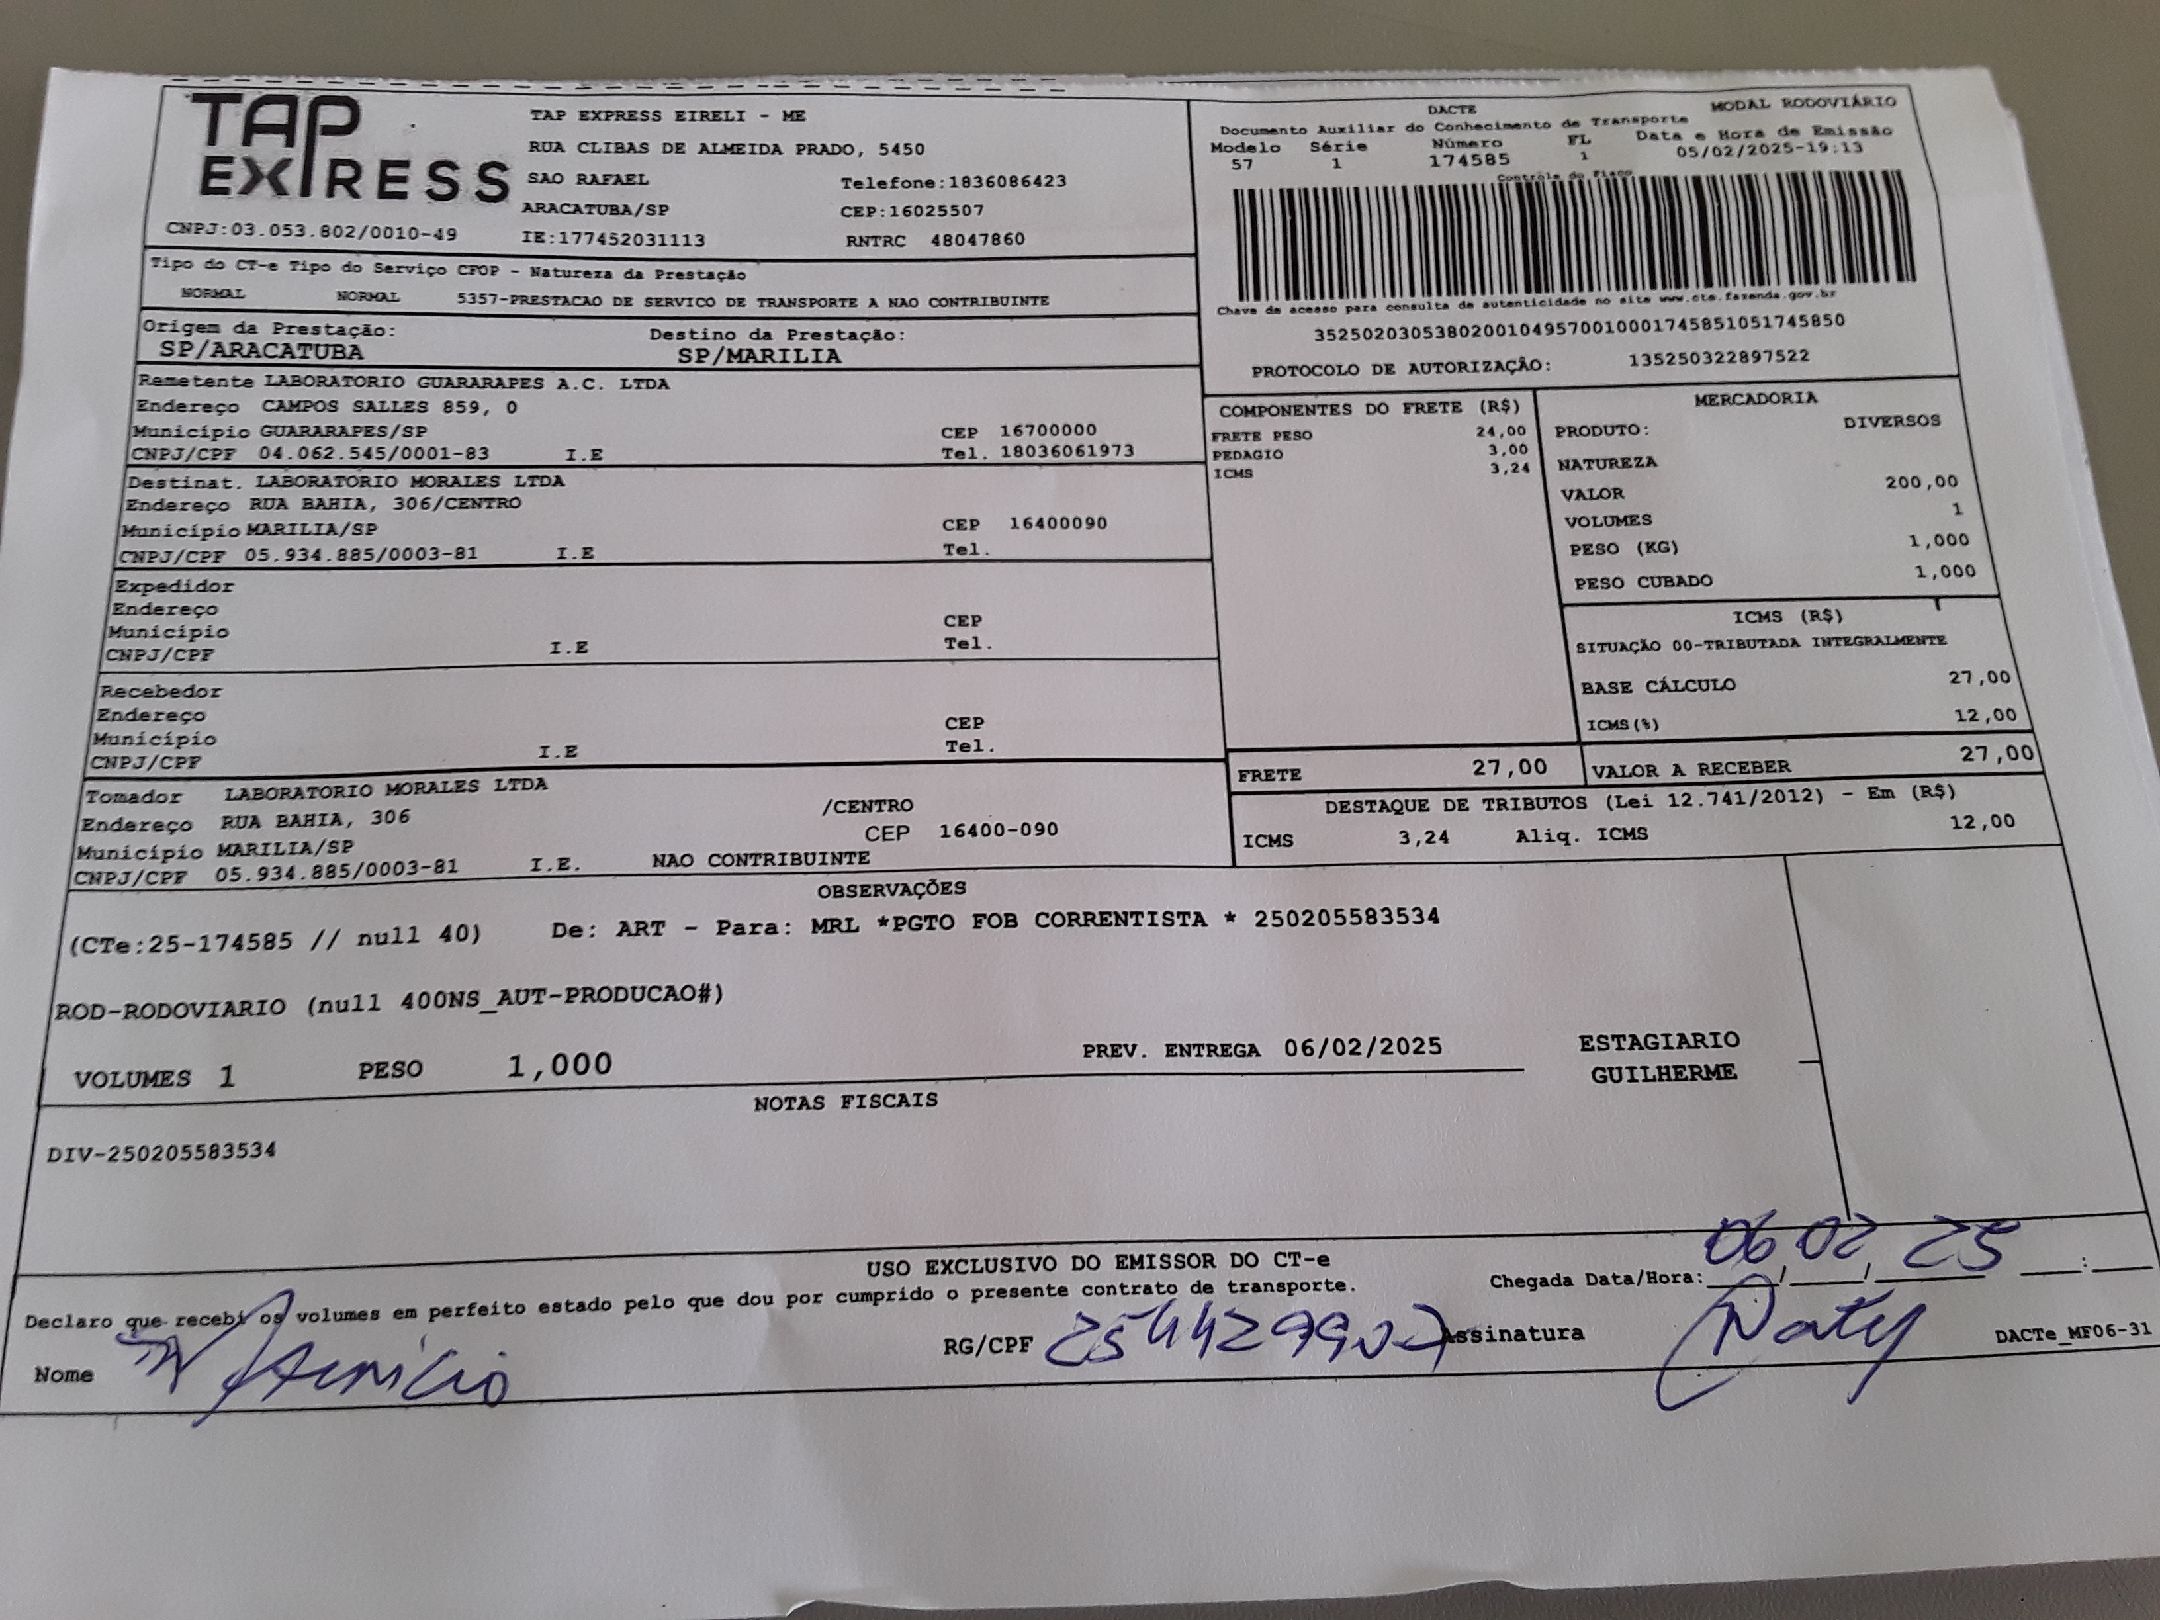 TAP EXPRESS
TAP EXPRESS EIRELI - ME
RUA CLIBAS DE ALMEIDA PRADO, 5450
SAO RAFAEL Telefone:1836086423
ARACATUBA/SP CEP:16025507
CNPJ:03.053.802/0010-49 IE:177452031113 RNTRC 48047860
DACTE MODAL RODOVIÁRIO
Documento Auxiliar do Conhecimento de Transporte
Modelo Série Número FL Data e Hora de Emissão
57 1 174585 1 05/02/2025-19:13
Controle do Fisco
Chave de acesso para consulta de autenticidade no site www.cte.fazenda.gov.br
35250203053802001049570010001745851051745850
PROTOCOLO DE AUTORIZAÇÃO: 135250322897522
Tipo do CT-e Tipo do Serviço CFOP - Natureza da Prestação
NORMAL NORMAL 5357-PRESTACAO DE SERVICO DE TRANSPORTE A NAO CONTRIBUINTE
Origem da Prestação: Destino da Prestação:
SP/ARACATUBA SP/MARILIA
Remetente LABORATORIO GUARARAPES A.C. LTDA
Endereço CAMPOS SALLES 859, 0
Município GUARARAPES/SP CEP 16700000
CNPJ/CPF 04.062.545/0001-83 I.E Tel. 18036061973
Destinat. LABORATORIO MORALES LTDA
Endereço RUA BAHIA, 306/CENTRO
Município MARILIA/SP CEP 16400090
CNPJ/CPF 05.934.885/0003-81 I.E Tel.
Expedidor
Endereço
Município CEP
CNPJ/CPF I.E Tel.
Recebedor
Endereço
Município CEP
CNPJ/CPF I.E Tel.
Tomador LABORATORIO MORALES LTDA
Endereço RUA BAHIA, 306 /CENTRO
Município MARILIA/SP CEP 16400-090
CNPJ/CPF 05.934.885/0003-81 I.E. NAO CONTRIBUINTE
COMPONENTES DO FRETE (R$)
FRETE PESO 24,00
PEDAGIO 3,00
ICMS 3,24
MERCADORIA
PRODUTO: DIVERSOS
NATUREZA
VALOR 200,00
VOLUMES 1
PESO (KG) 1,000
PESO CUBADO 1,000
ICMS (R$)
SITUAÇÃO 00-TRIBUTADA INTEGRALMENTE
BASE CÁLCULO 27,00
ICMS(%) 12,00
FRETE 27,00 VALOR A RECEBER 27,00
DESTAQUE DE TRIBUTOS (Lei 12.741/2012) - Em (R$)
ICMS 3,24 Aliq. ICMS 12,00
OBSERVAÇÕES
(CTe:25-174585 // null 40) De: ART - Para: MRL *PGTO FOB CORRENTISTA * 250205583534
ROD-RODOVIARIO (null 400NS_AUT-PRODUCAO#)
VOLUMES 1 PESO 1,000 PREV. ENTREGA 06/02/2025 ESTAGIARIO
GUILHERME
NOTAS FISCAIS
DIV-250205583534
USO EXCLUSIVO DO EMISSOR DO CT-e
Declaro que recebi os volumes em perfeito estado pelo que dou por cumprido o presente contrato de transporte.
Chegada Data/Hora: 06/02/25 :
Nome RG/CPF Assinatura DACTe_MF06-31